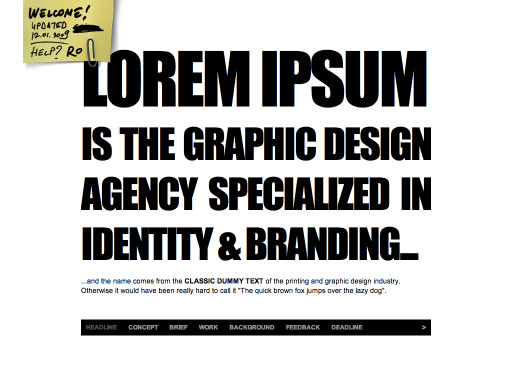 WELCOME!
UPDATED
12.01.2009
HELP? RO
LOREM IPSUM
IS THE GRAPHIC DESIGN
AGENCY SPECIALIZED IN
IDENTITY & BRANDING...
...and the name comes from the CLASSIC DUMMY TEXT of the printing and graphic design industry.
Otherwise it would have been really hard to call it "The quick brown fox jumps over the lazy dog".
HEADLINE CONCEPT BRIEF WORK BACKGROUND FEEDBACK DEADLINE >